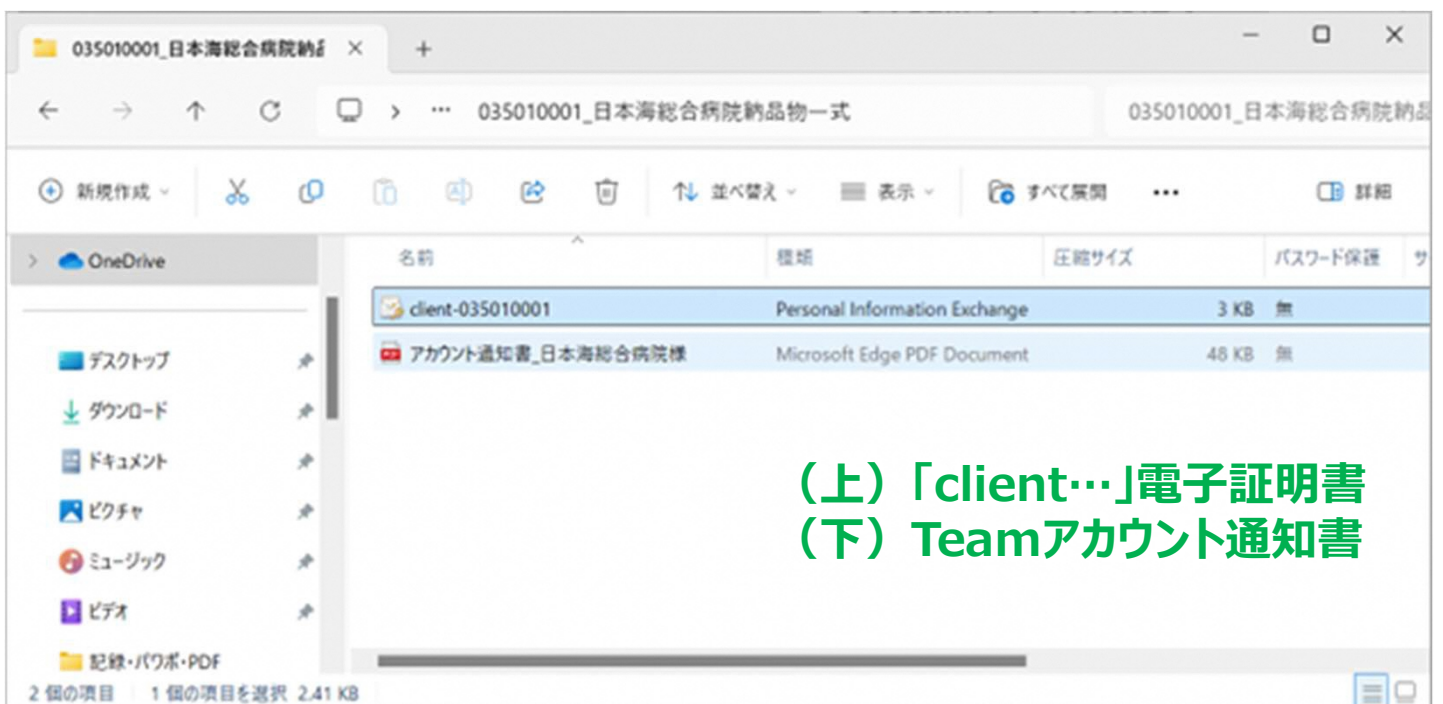 035010001_日本海総合病院納品
035010001_日本海総合病院納品物一式
035010001_日本海総合病院納品
新規作成
並べ替え
表示
すべて展開
詳細
OneDrive
名前
種類
圧縮サイズ
パスワード保護
サ
client-035010001
Personal Information Exchange
3 KB
無
アカウント通知書_日本海総合病院様
Microsoft Edge PDF Document
48 KB
無
デスクトップ
ダウンロード
ドキュメント
ピクチャ
ミュージック
ビデオ
記録・パワポ・PDF
(上)「client…」電子証明書
(下)Teamアカウント通知書
2 個の項目
1 個の項目を選択 2.41 KB